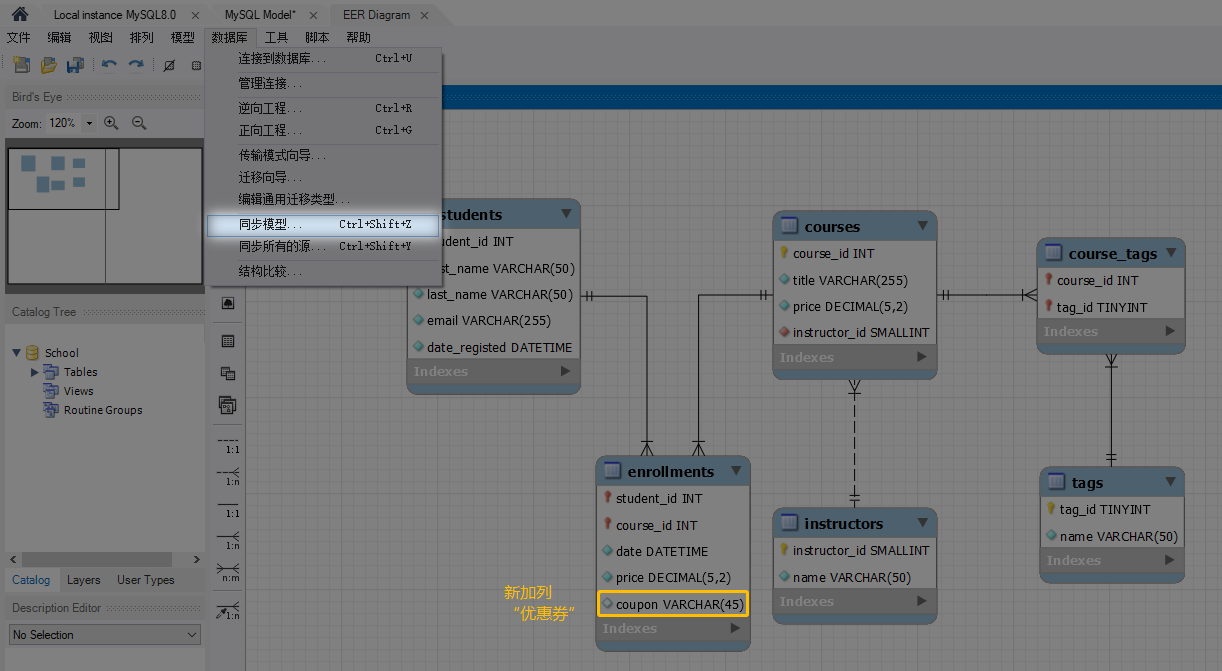 Local instance MySQL8.0 ×
MySQL Model* ×
EER Diagram ×
文件 编辑 视图 排列 模型 数据库 工具 脚本 帮助
连接到数据库... Ctrl+U
管理连接...
逆向工程... Ctrl+R
正向工程... Ctrl+G
传输模式向导...
迁移向导...
编辑通用迁移类型...
同步模型... Ctrl+Shift+Z
同步所有的源... Ctrl+Shift+Y
结构比较...
Bird's Eye
Zoom: 120%
Catalog Tree
School
Tables
Views
Routine Groups
Catalog Layers User Types
Description Editor
No Selection
1:1
1:n
1:1
1:n
n:m
1:n
students
udent_id INT
st_name VARCHAR(50)
last_name VARCHAR(50)
email VARCHAR(255)
date_registed DATETIME
Indexes
courses
course_id INT
title VARCHAR(255)
price DECIMAL(5,2)
instructor_id SMALLINT
Indexes
course_tags
course_id INT
tag_id TINYINT
Indexes
enrollments
student_id INT
course_id INT
date DATETIME
price DECIMAL(5,2)
coupon VARCHAR(45)
Indexes
新加列
“优惠券”
instructors
instructor_id SMALLINT
name VARCHAR(50)
Indexes
tags
tag_id TINYINT
name VARCHAR(50)
Indexes